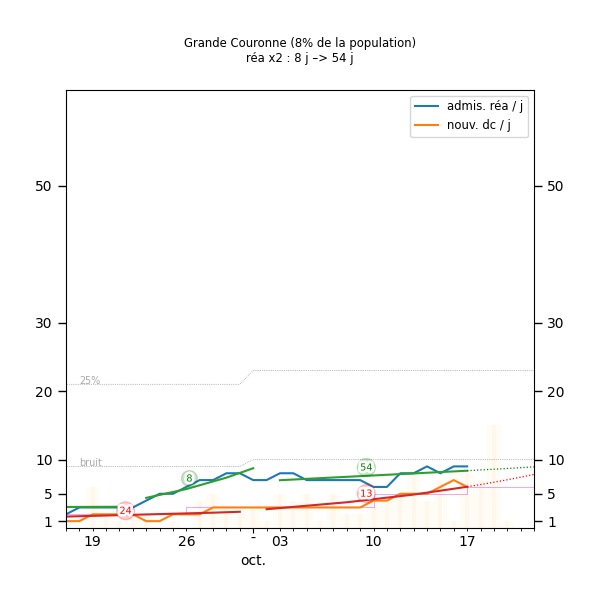 Grande Couronne (8% de la population)
réa x2 : 8 j –> 54 j
admis. réa / j
nouv. dc / j
50 50
30 30
25%
20 20
bruit
10 10
8 54
5 5
24 13
1 1
19 26 - 03 10 17
oct.